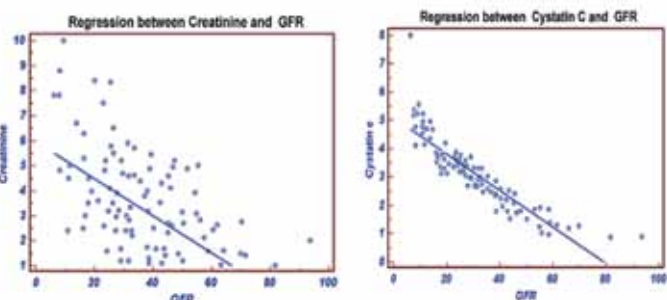 Regression between Creatinine and GFR
10
9
8
7
6
5
4
3
2
1
Creatinine
0 20 40 60 80 100
GFR
Regression between Cystatin C and GFR
8
7
6
5
4
3
2
1
0
Cystatin c
0 20 40 60 80 100
GFR